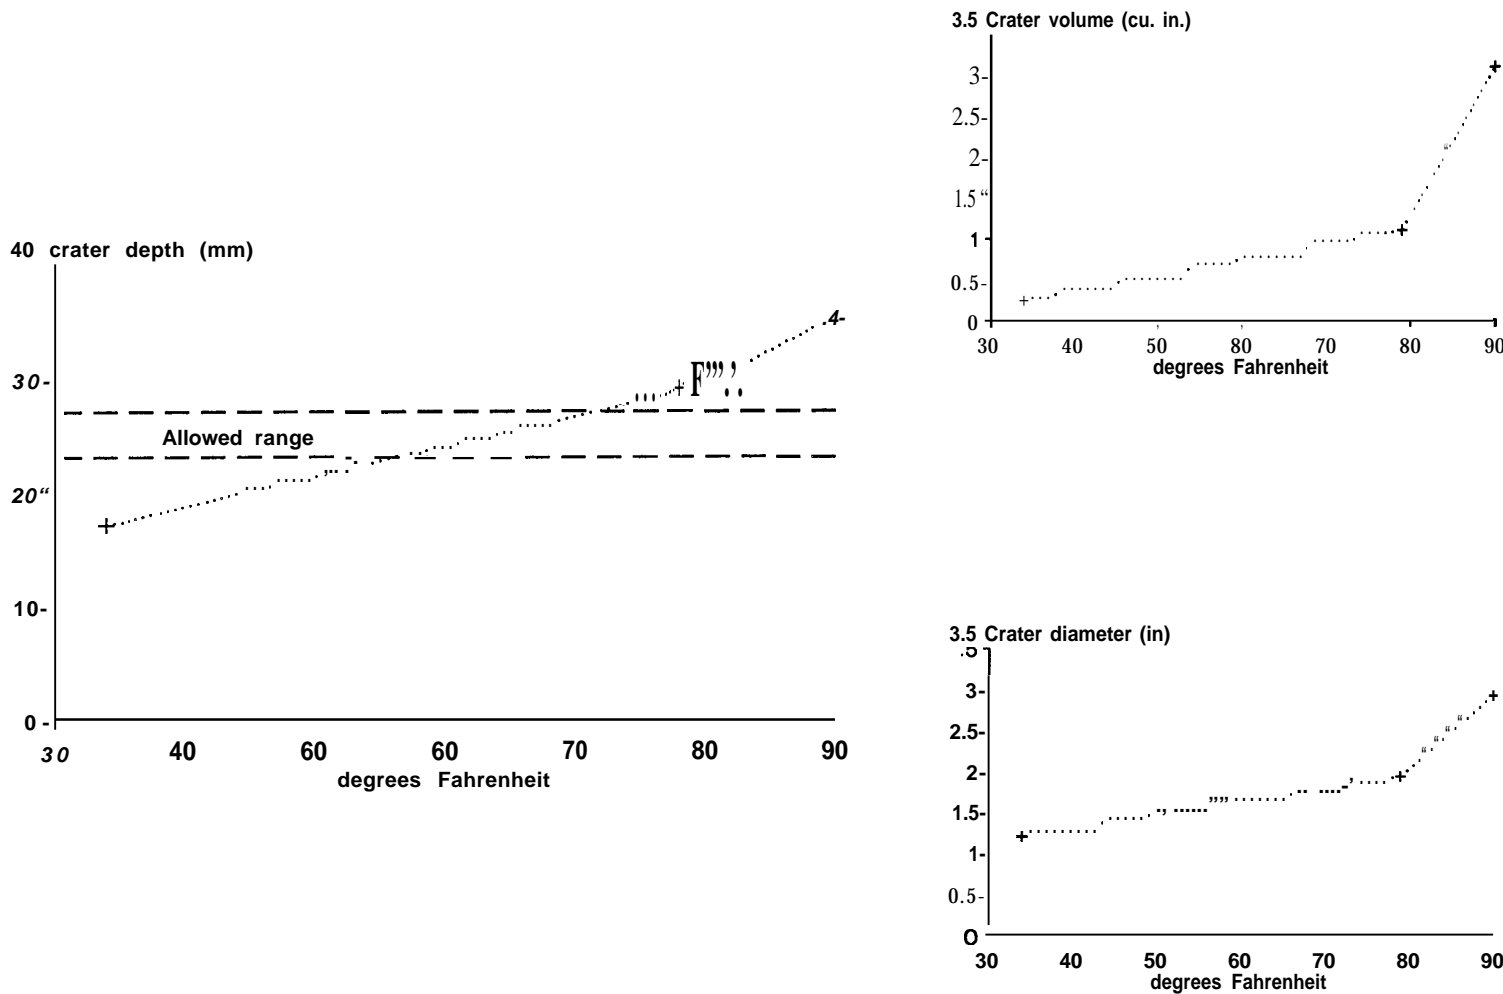 40 crater depth (mm)
30-
Allowed range
20“
10-
0 -
30 40 60 60 70 80 90
degrees Fahrenheit
4-
F””.’.
3.5 Crater volume (cu. in.)
3-
2.5-
2-
1.5“
1
0.5-
0
30 40 50 80 70 80 90
degrees Fahrenheit
3.5 Crater diameter (in)
.5
3-
2.5-
2-
1.5-
1-
0.5-
O
30 40 50 60 70 80 90
degrees Fahrenheit